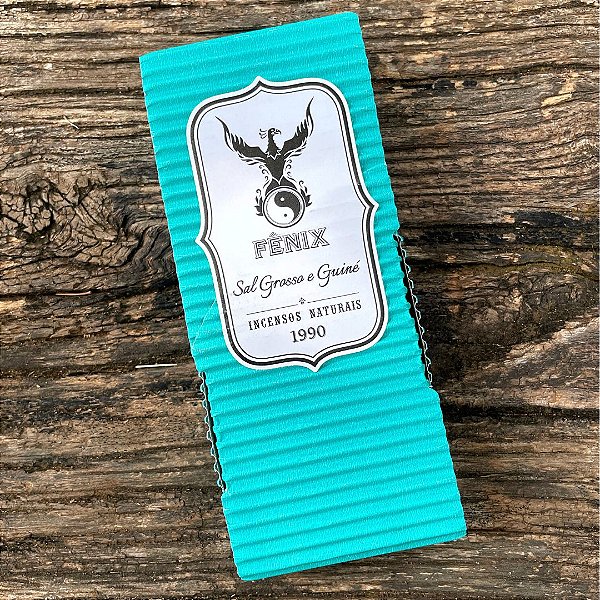 FÊNIX
Sal Grosso e Guiné
INCENSOS NATURAIS
1990